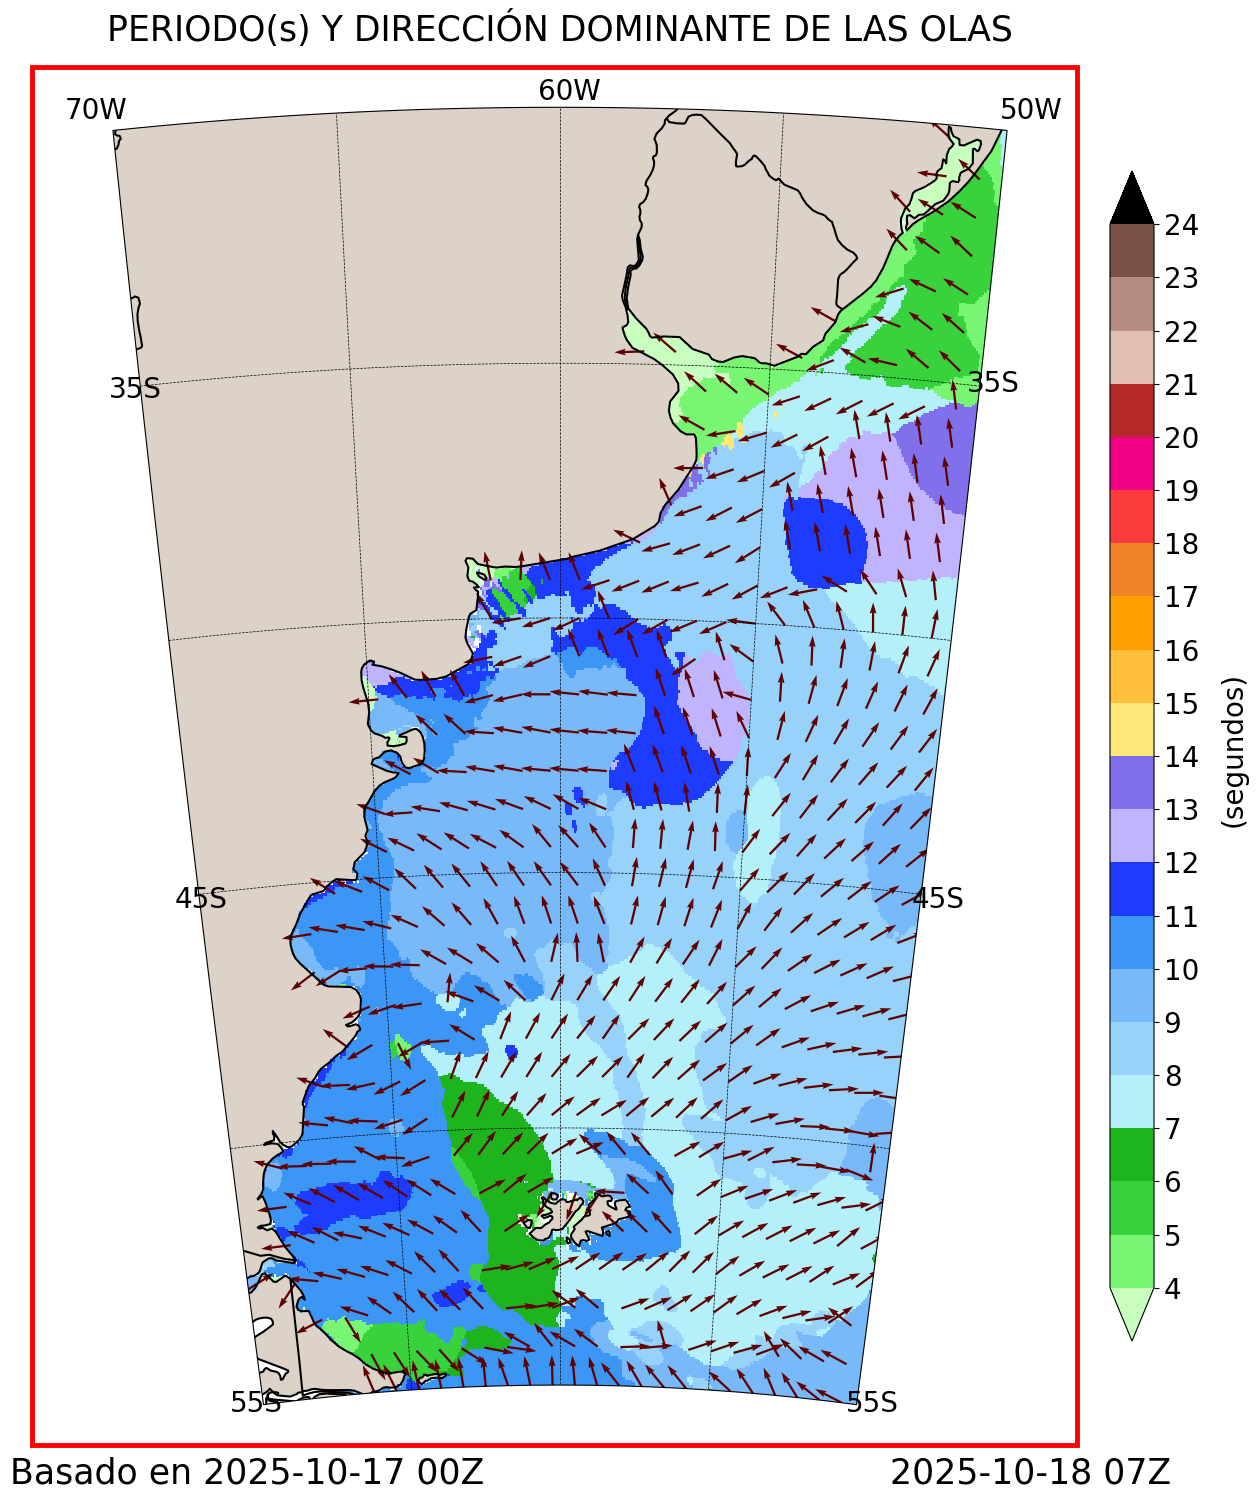 PERIODO(s) Y DIRECCIÓN DOMINANTE DE LAS OLAS
70W
60W
50W
35S
35S
45S
45S
55S
55S
24
23
22
21
20
19
18
17
16
15
14
13
12
11
10
9
8
7
6
5
4
(segundos)
Basado en 2025-10-17 00Z
2025-10-18 07Z